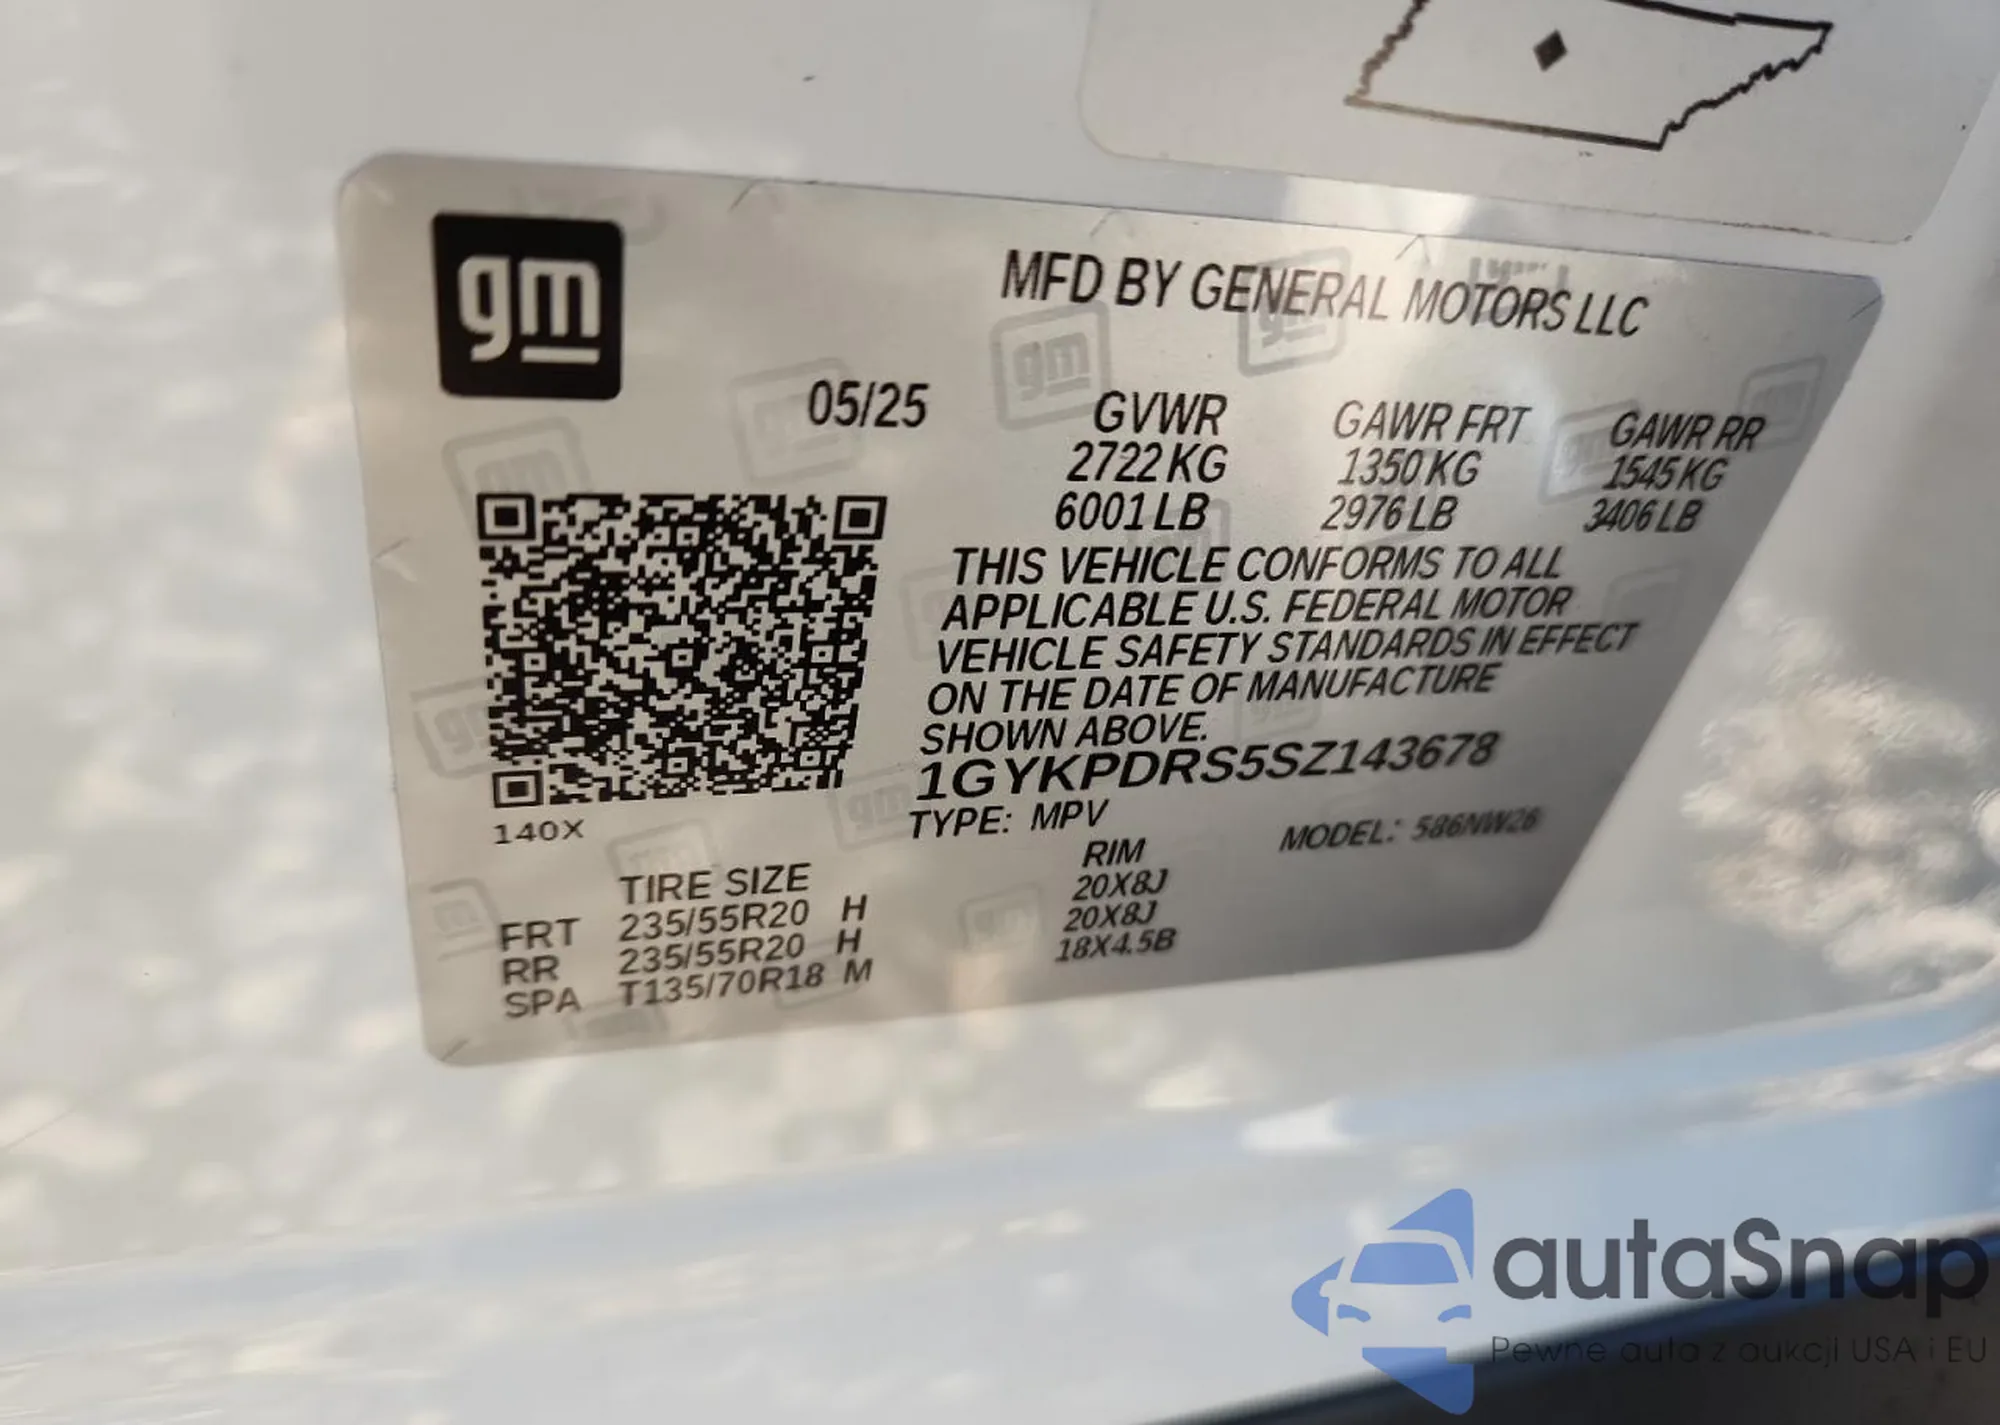 gm
MFD BY GENERAL MOTORS LLC
05/25 GVWR GAWR FRT GAWR RR
2722 KG 1350 KG 1545 KG
6001 LB 2976 LB 3406 LB
THIS VEHICLE CONFORMS TO ALL
APPLICABLE U.S. FEDERAL MOTOR
VEHICLE SAFETY STANDARDS IN EFFECT
ON THE DATE OF MANUFACTURE
SHOWN ABOVE.
1GYKPDRS5SZ143678
140X
TYPE: MPV MODEL: 586NW26
TIRE SIZE RIM
FRT 235/55R20 H 20X8J
RR 235/55R20 H 20X8J
SPA T135/70R18 M 18X4.5B
autaSnap
Pewne auta z aukcji USA i EU